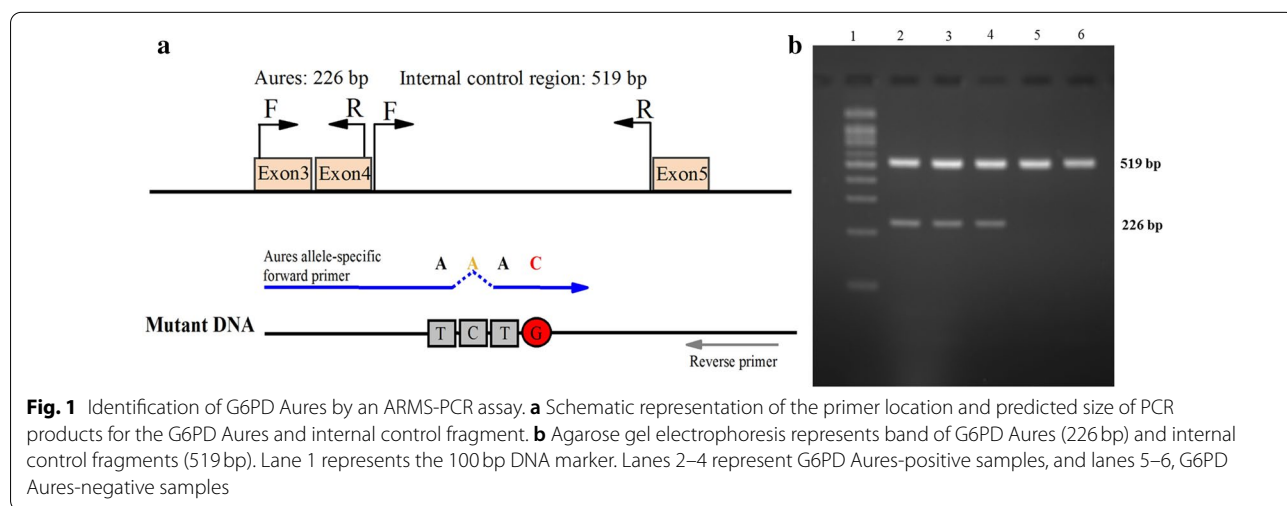 a
Aures: 226 bp
Internal control region: 519 bp
F
R
F
R
Exon3
Exon4
Exon5
Aures allele-specific
forward primer
A A A C
Mutant DNA
T C T G
Reverse primer
b
1 2 3 4 5 6
519 bp
226 bp
Fig. 1 Identification of G6PD Aures by an ARMS-PCR assay. a Schematic representation of the primer location and predicted size of PCR
products for the G6PD Aures and internal control fragment. b Agarose gel electrophoresis represents band of G6PD Aures (226 bp) and internal
control fragments (519 bp). Lane 1 represents the 100 bp DNA marker. Lanes 2–4 represent G6PD Aures-positive samples, and lanes 5–6, G6PD
Aures-negative samples